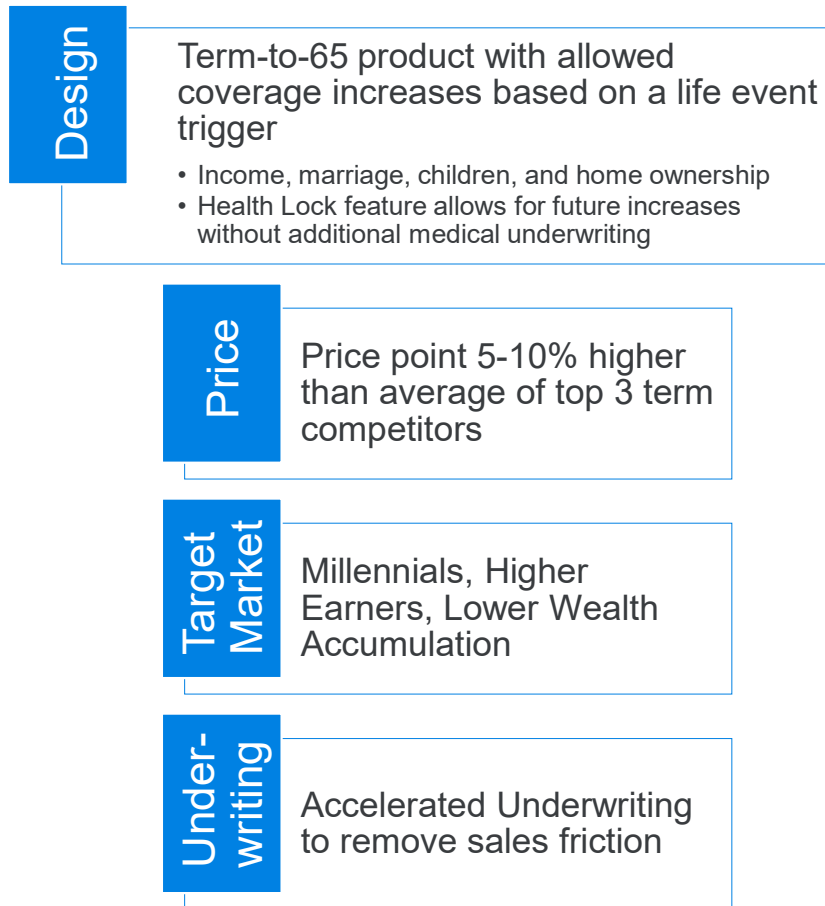 Design
Term-to-65 product with allowed
coverage increases based on a life event
trigger
• Income, marriage, children, and home ownership
• Health Lock feature allows for future increases
without additional medical underwriting
Price
Price point 5-10% higher
than average of top 3 term
competitors
Target
Market
Millennials, Higher
Earners, Lower Wealth
Accumulation
Under-
writing
Accelerated Underwriting
to remove sales friction